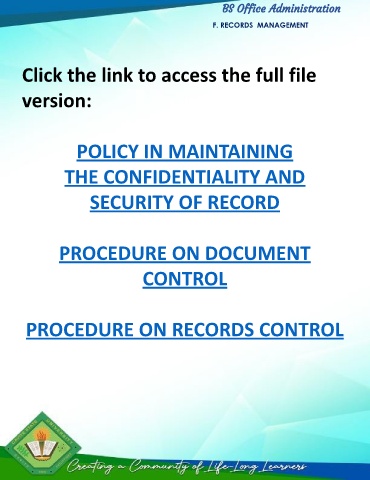 BS Office Administration
F. RECORDS MANAGEMENT
Click the link to access the full file
version:
POLICY IN MAINTAINING
THE CONFIDENTIALITY AND
SECURITY OF RECORD
PROCEDURE ON DOCUMENT
CONTROL
PROCEDURE ON RECORDS CONTROL
Creating a Community of Life-Long Learners